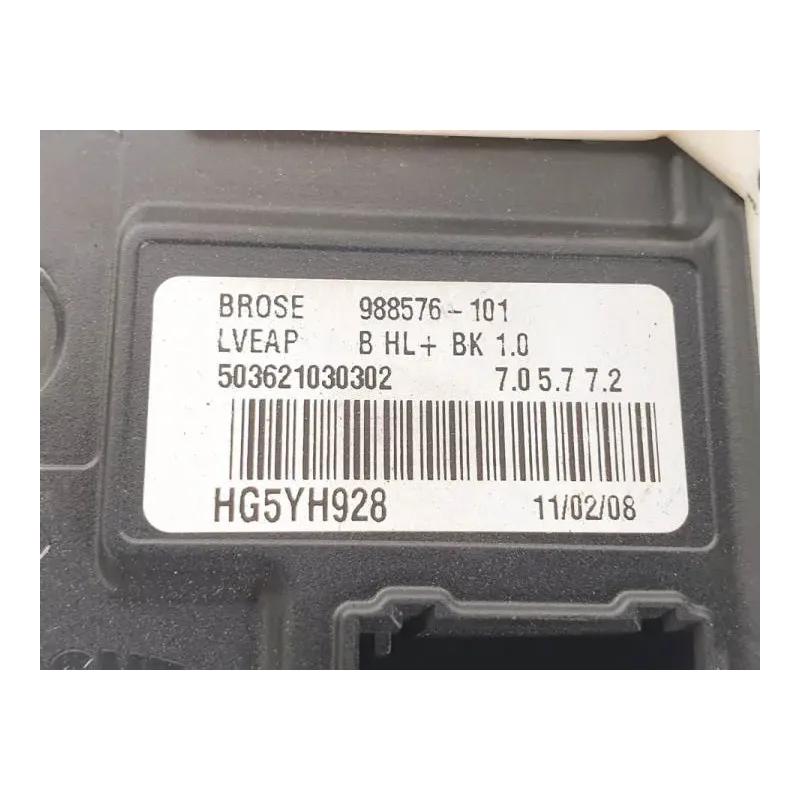 BROSE 988576-101
LVEAP B HL+ BK 1.0
503621030302 7.0 5.7 7.2
HG5YH928 11/02/08